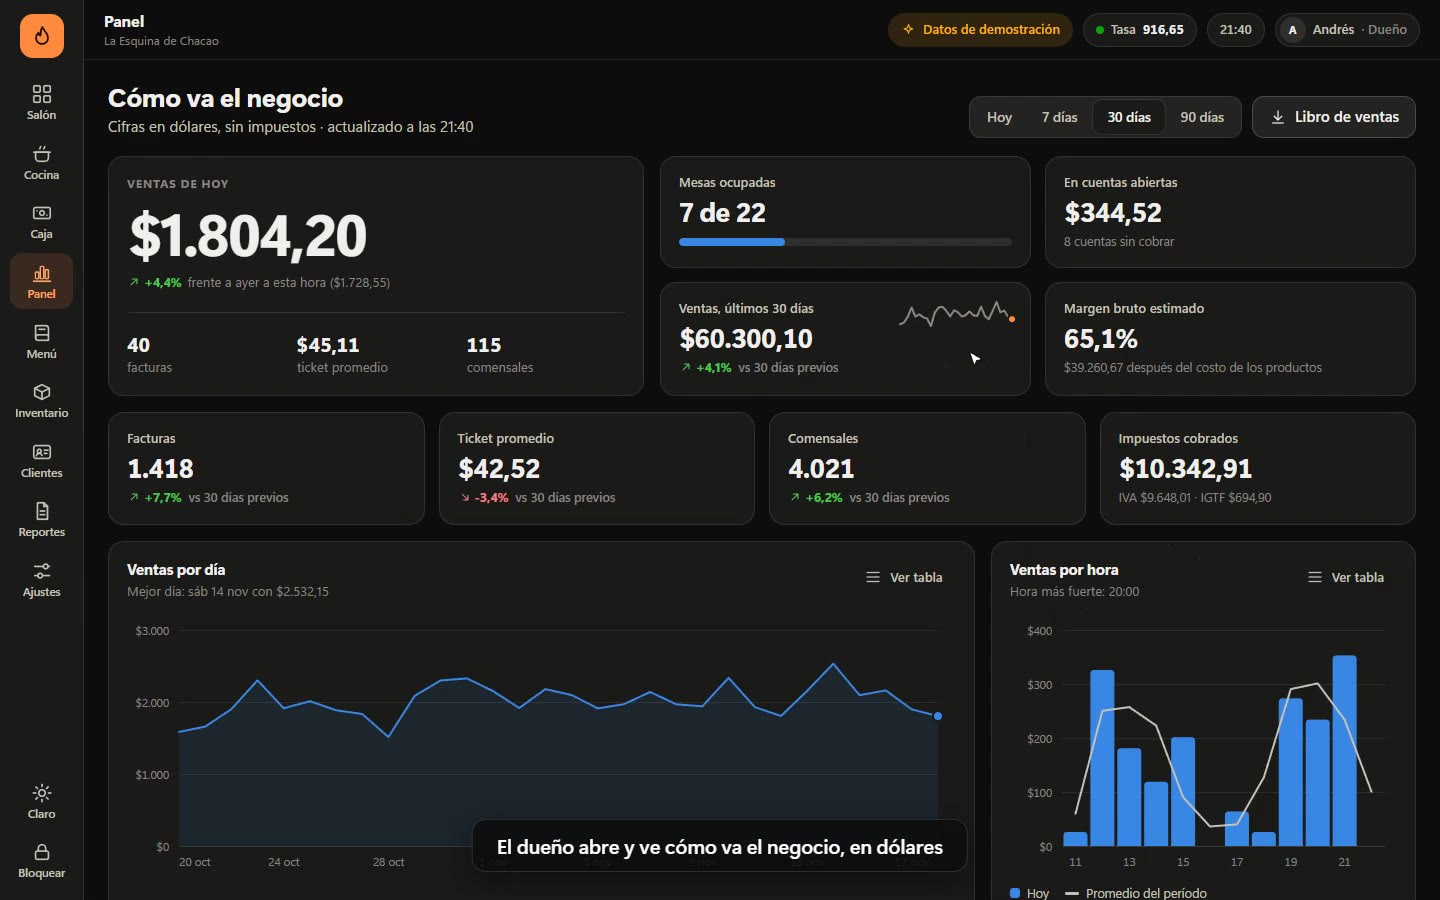 Panel
La Esquina de Chacao
Datos de demostración
Tasa 916,65
21:40
A Andrés · Dueño
Salón
Cocina
Caja
Panel
Menú
Inventario
Clientes
Reportes
Ajustes
Claro
Bloquear
Cómo va el negocio
Cifras en dólares, sin impuestos · actualizado a las 21:40
Hoy 7 días 30 días 90 días
Libro de ventas
VENTAS DE HOY
$1.804,20
+4,4% frente a ayer a esta hora ($1.728,55)
40 $45,11 115
facturas ticket promedio comensales
Mesas ocupadas
7 de 22
En cuentas abiertas
$344,52
8 cuentas sin cobrar
Ventas, últimos 30 días
$60.300,10
+4,1% vs 30 días previos
Margen bruto estimado
65,1%
$39.260,67 después del costo de los productos
Facturas
1.418
+7,7% vs 30 días previos
Ticket promedio
$42,52
-3,4% vs 30 días previos
Comensales
4.021
+6,2% vs 30 días previos
Impuestos cobrados
$10.342,91
IVA $9.648,01 · IGTF $694,90
Ventas por día
Mejor día: sáb 14 nov con $2.532,15
Ver tabla
$3.000
$2.000
$1.000
$0
20 oct 24 oct 28 oct
El dueño abre y ve cómo va el negocio, en dólares
Ventas por hora
Hora más fuerte: 20:00
Ver tabla
$400
$300
$200
$100
$0
11 13 15 17 19 21
Hoy Promedio del período